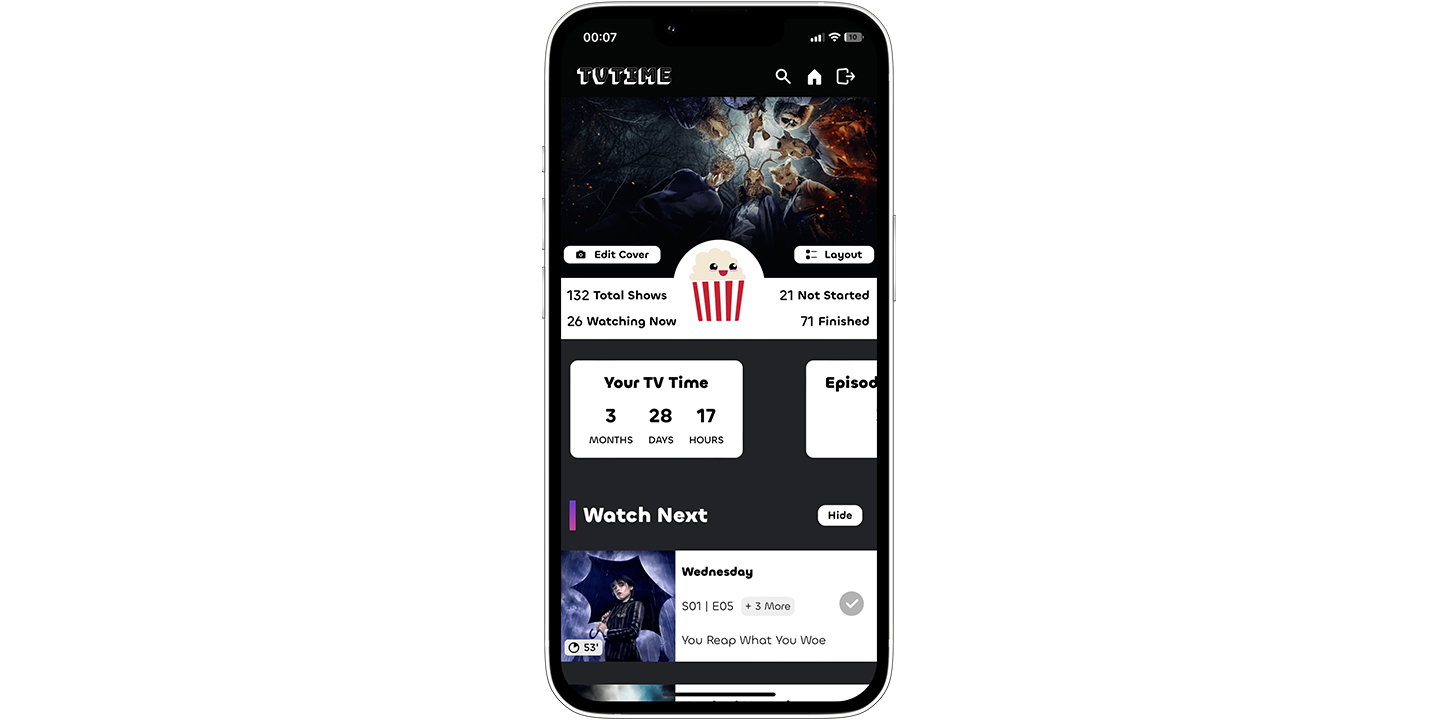 00:07
10
TVTIME
Edit Cover
Layout
132 Total Shows
21 Not Started
26 Watching Now
71 Finished
Your TV Time
3 28 17
MONTHS DAYS HOURS
Episod
Watch Next
Hide
Wednesday
S01 | E05 + 3 More
You Reap What You Woe
53'